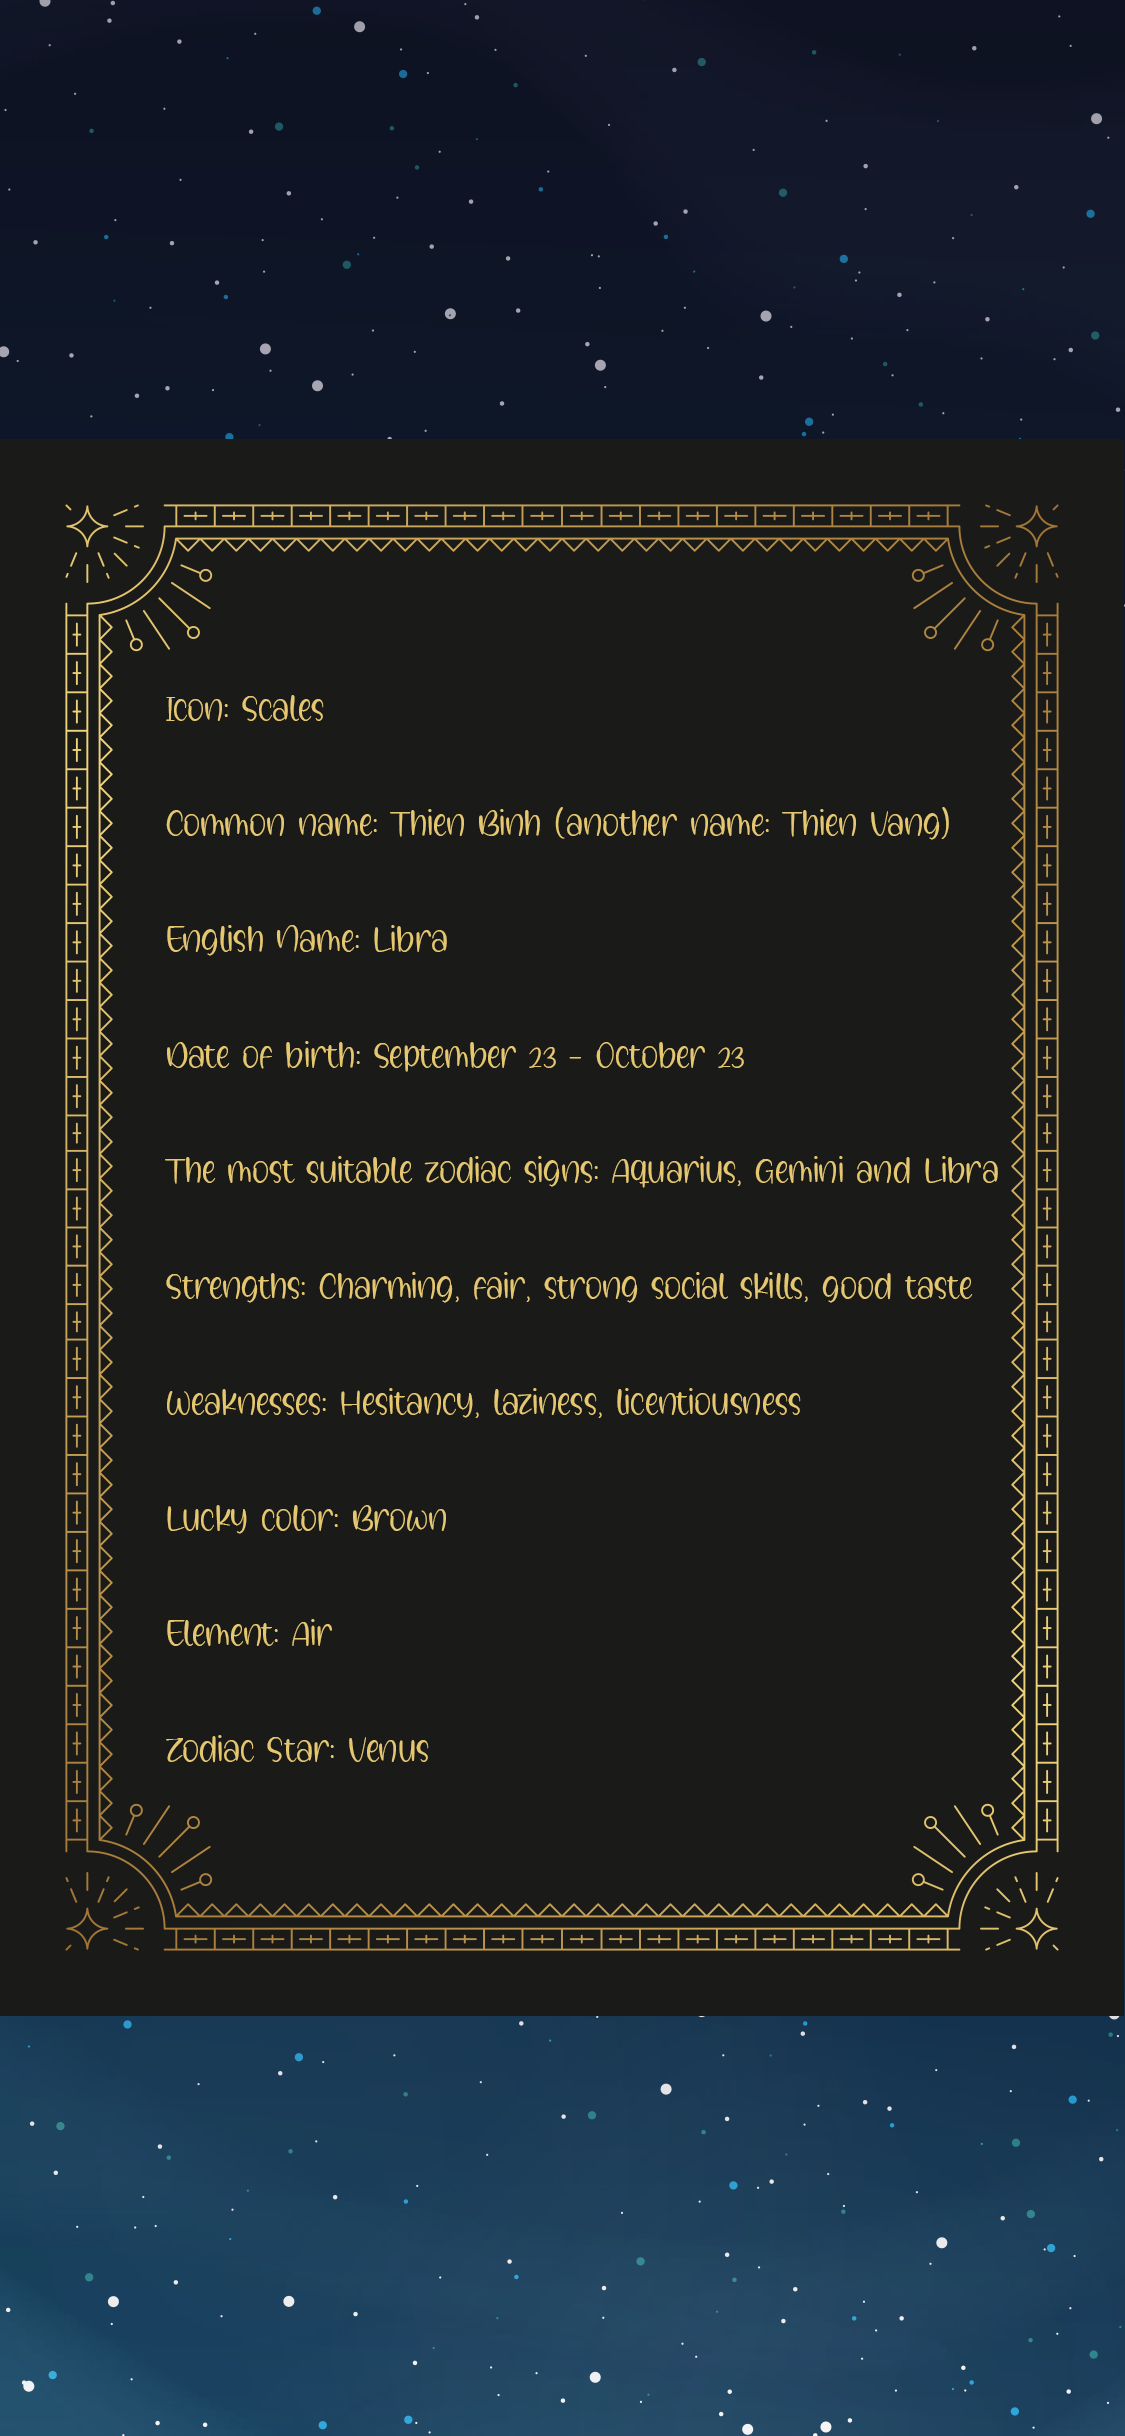 Icon: Scales
Common name: Thien Binh (another name: Thien Vang)
English Name: Libra
Date of birth: September 23 - October 23
The most suitable zodiac signs: Aquarius, Gemini and Libra
Strengths: Charming, fair, strong social skills, good taste
Weaknesses: Hesitancy, laziness, licentiousness
Lucky color: Brown
Element: Air
Zodiac Star: Venus